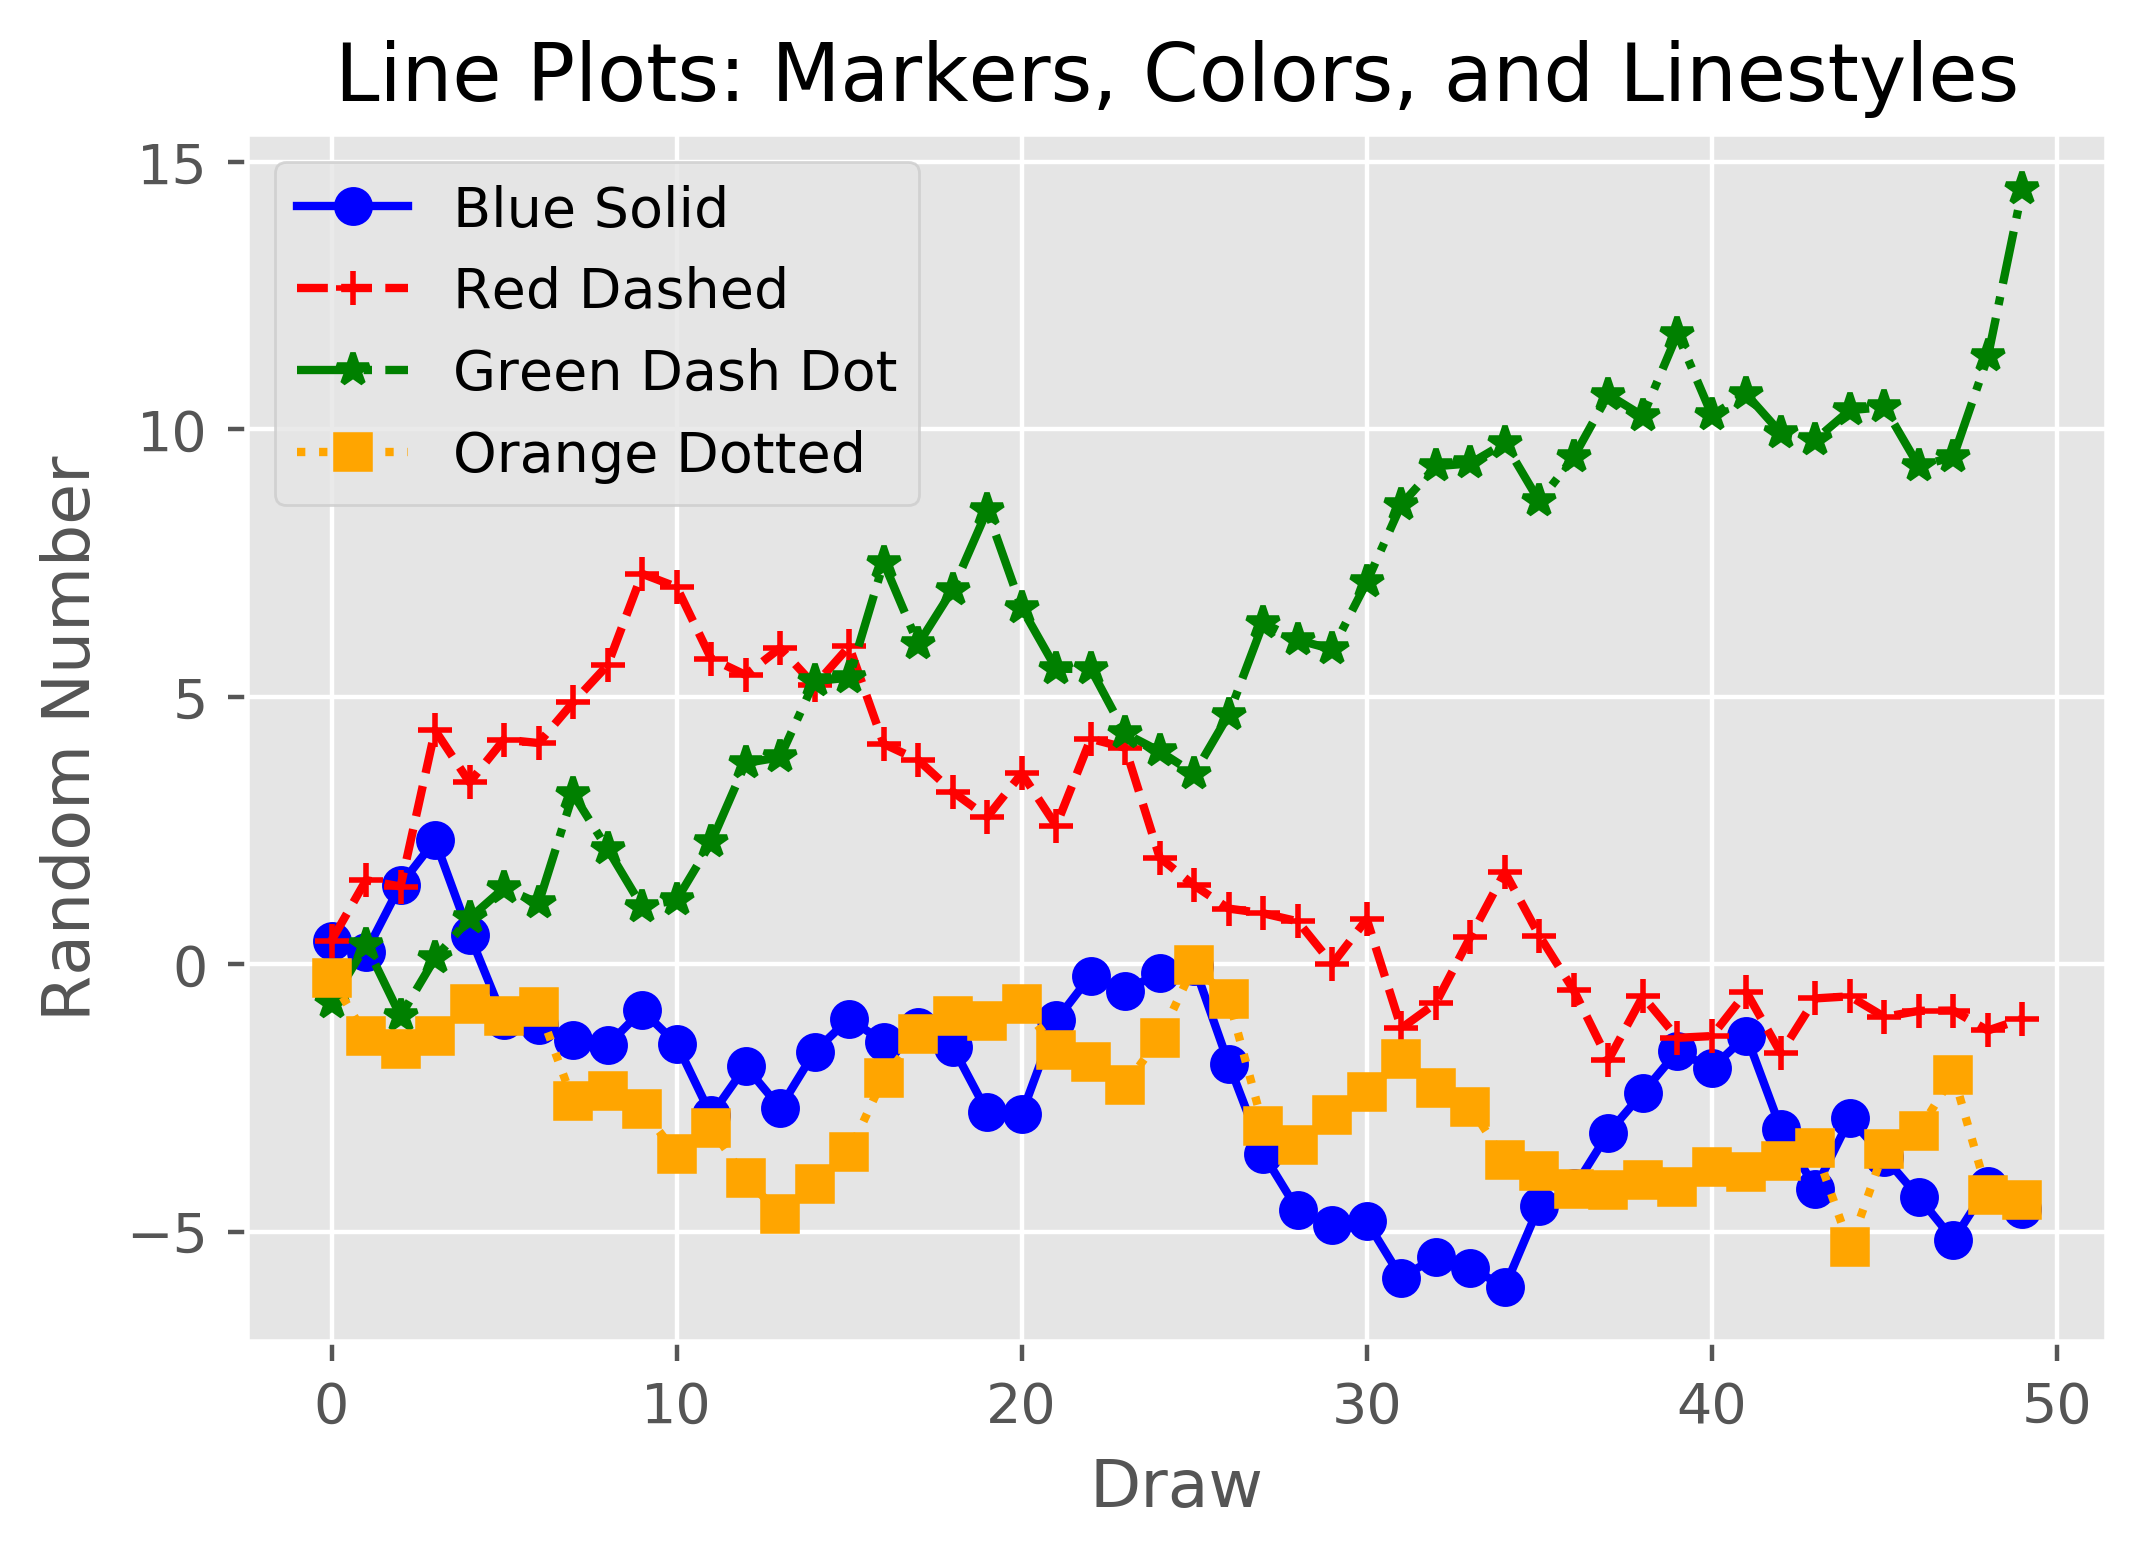 Line Plots: Markers, Colors, and Linestyles
Blue Solid
Red Dashed
Green Dash Dot
Orange Dotted
15
10
5
0
−5
Random Number
0 10 20 30 40 50
Draw